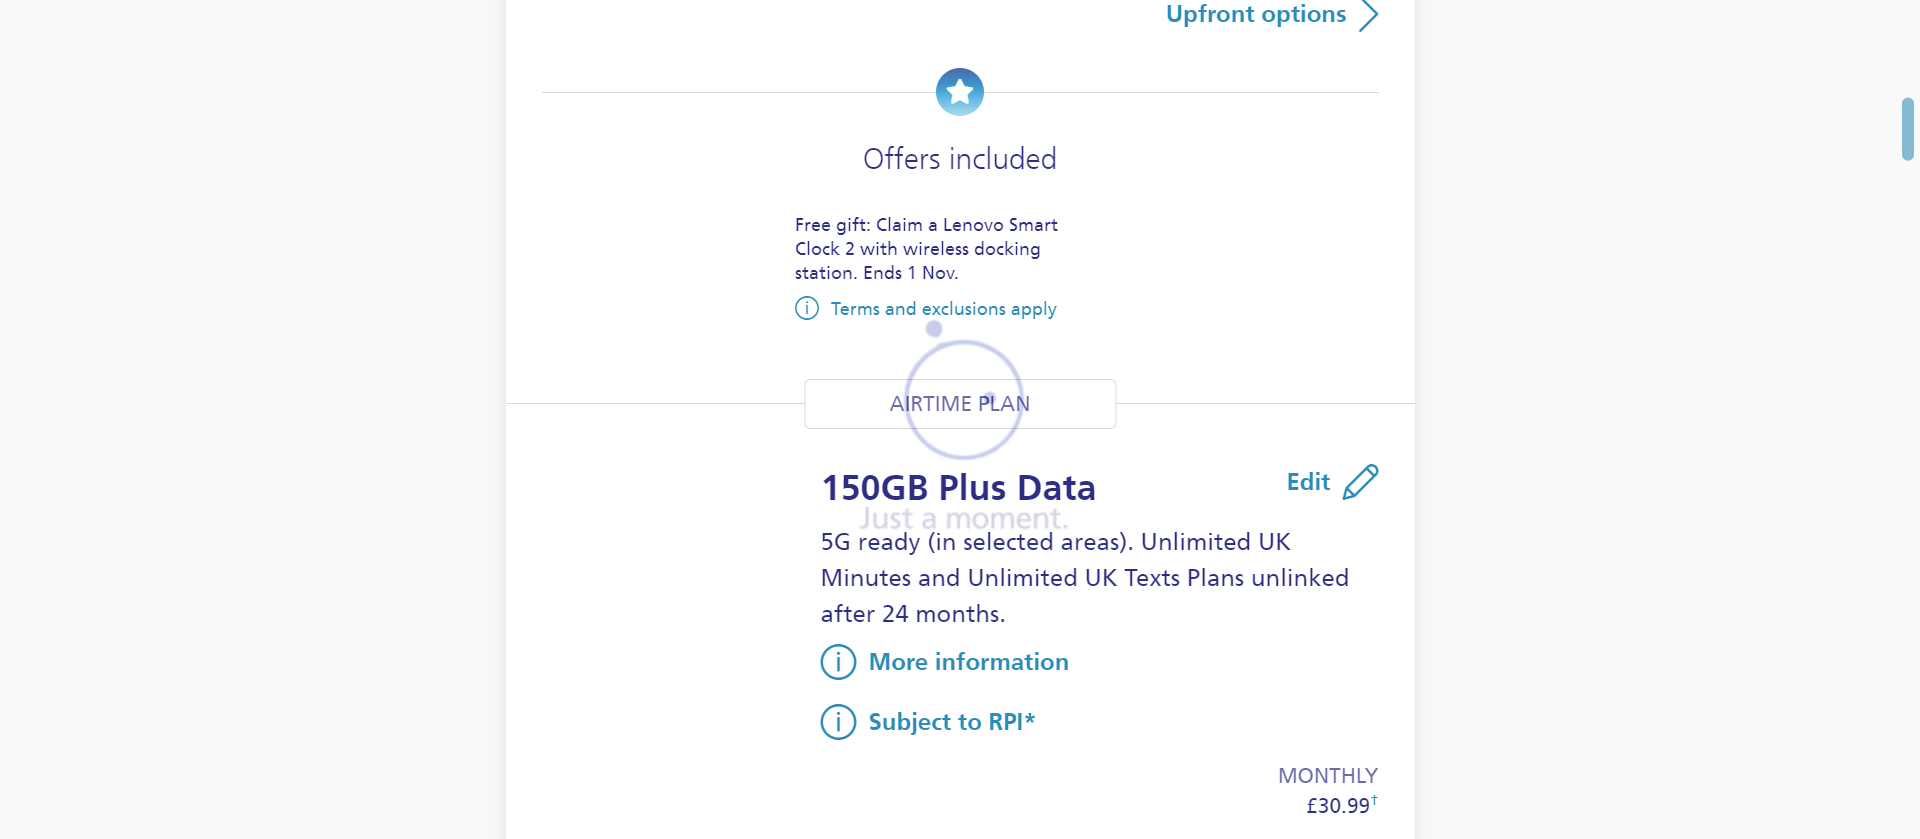 Upfront options
Offers included
Free gift: Claim a Lenovo Smart
Clock 2 with wireless docking
station. Ends 1 Nov.
Terms and exclusions apply
AIRTIME PLAN
150GB Plus Data
Edit
Just a moment.
5G ready (in selected areas). Unlimited UK
Minutes and Unlimited UK Texts Plans unlinked
after 24 months.
More information
Subject to RPI*
MONTHLY
£30.99†